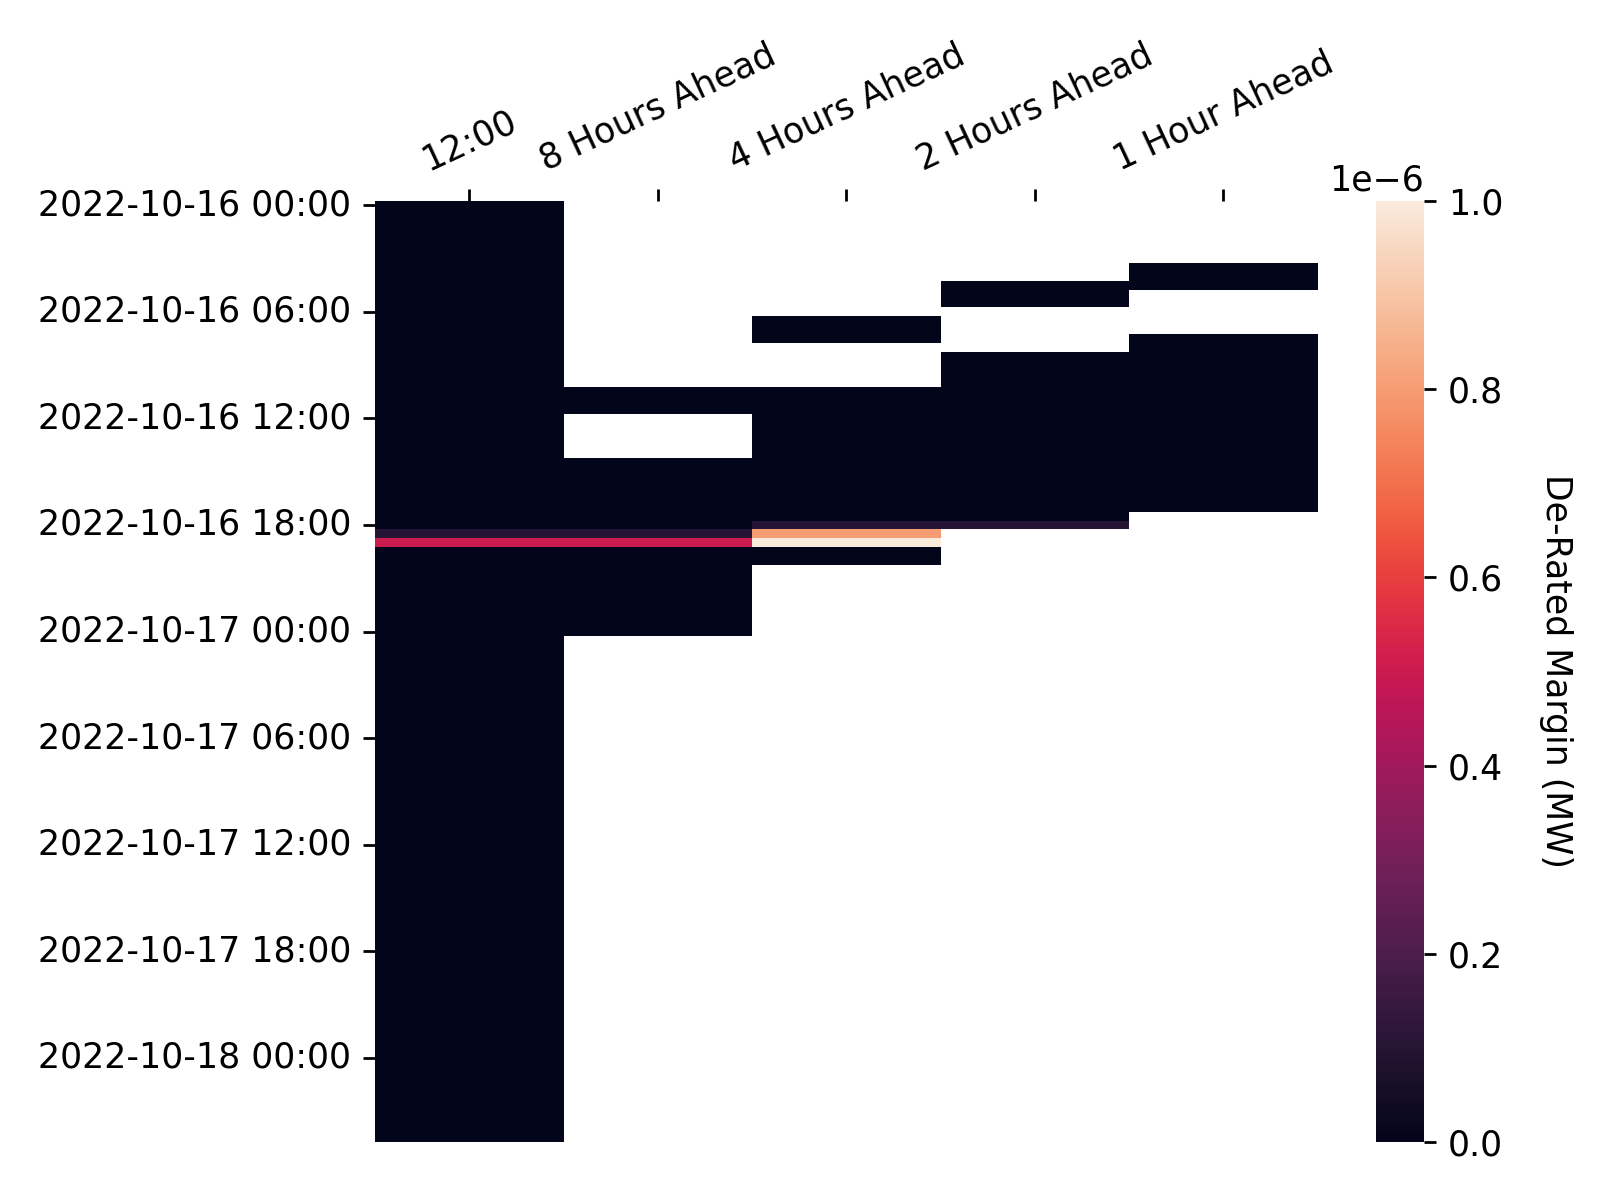 12:00
8 Hours Ahead
4 Hours Ahead
2 Hours Ahead
1 Hour Ahead
2022-10-16 00:00
2022-10-16 06:00
2022-10-16 12:00
2022-10-16 18:00
2022-10-17 00:00
2022-10-17 06:00
2022-10-17 12:00
2022-10-17 18:00
2022-10-18 00:00
1e−6
1.0
0.8
0.6
0.4
0.2
0.0
De-Rated Margin (MW)